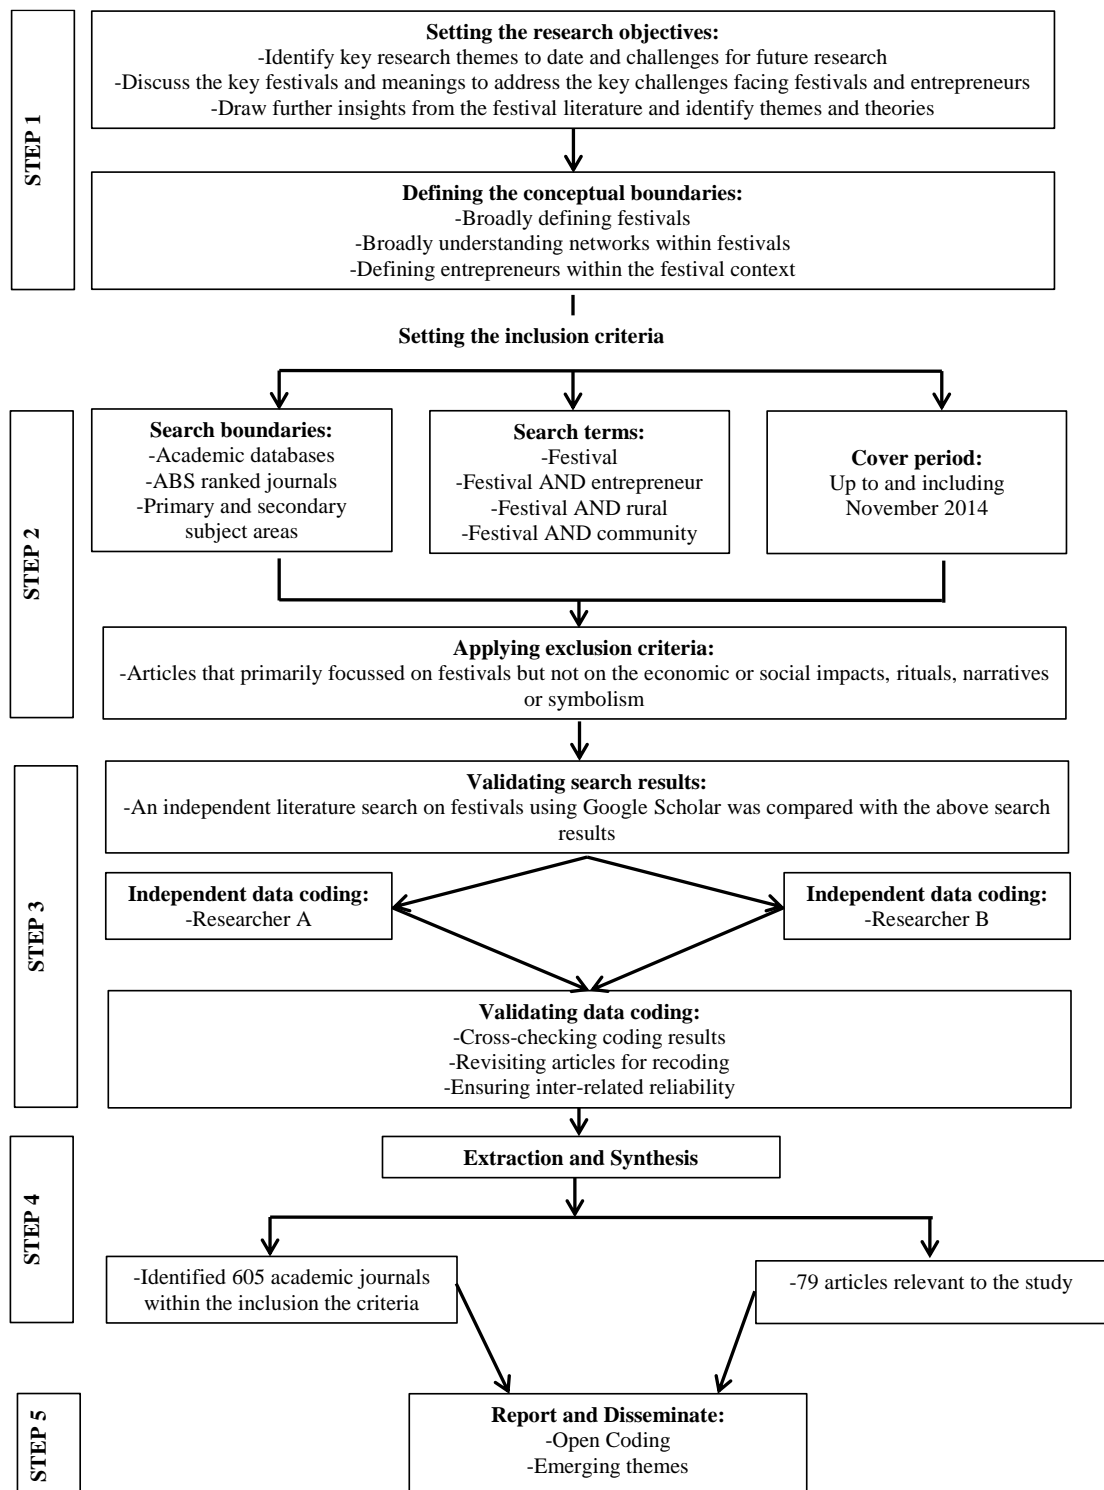 STEP 1
Setting the research objectives:
-Identify key research themes to date and challenges for future research
-Discuss the key festivals and meanings to address the key challenges facing festivals and entrepreneurs
-Draw further insights from the festival literature and identify themes and theories
Defining the conceptual boundaries:
-Broadly defining festivals
-Broadly understanding networks within festivals
-Defining entrepreneurs within the festival context
Setting the inclusion criteria
STEP 2
Search boundaries:
-Academic databases
-ABS ranked journals
-Primary and secondary
subject areas
Search terms:
-Festival
-Festival AND entrepreneur
-Festival AND rural
-Festival AND community
Cover period:
Up to and including
November 2014
Applying exclusion criteria:
-Articles that primarily focussed on festivals but not on the economic or social impacts, rituals, narratives
or symbolism
STEP 3
Validating search results:
-An independent literature search on festivals using Google Scholar was compared with the above search
results
Independent data coding:
-Researcher A
Independent data coding:
-Researcher B
Validating data coding:
-Cross-checking coding results
-Revisiting articles for recoding
-Ensuring inter-related reliability
STEP 4
Extraction and Synthesis
-Identified 605 academic journals
within the inclusion the criteria
-79 articles relevant to the study
STEP 5
Report and Disseminate:
-Open Coding
-Emerging themes